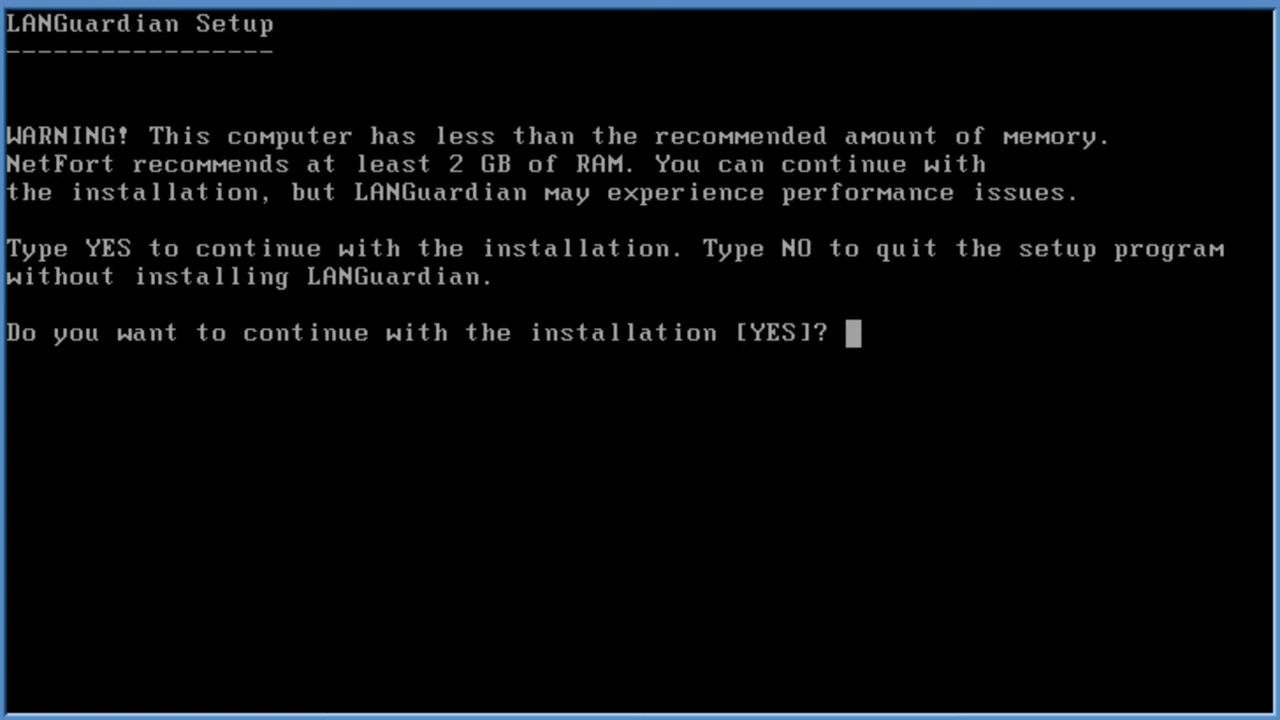 LANGuardian Setup
-----------------
WARNING! This computer has less than the recommended amount of memory.
NetFort recommends at least 2 GB of RAM. You can continue with
the installation, but LANGuardian may experience performance issues.
Type YES to continue with the installation. Type NO to quit the setup program
without installing LANGuardian.
Do you want to continue with the installation [YES]?